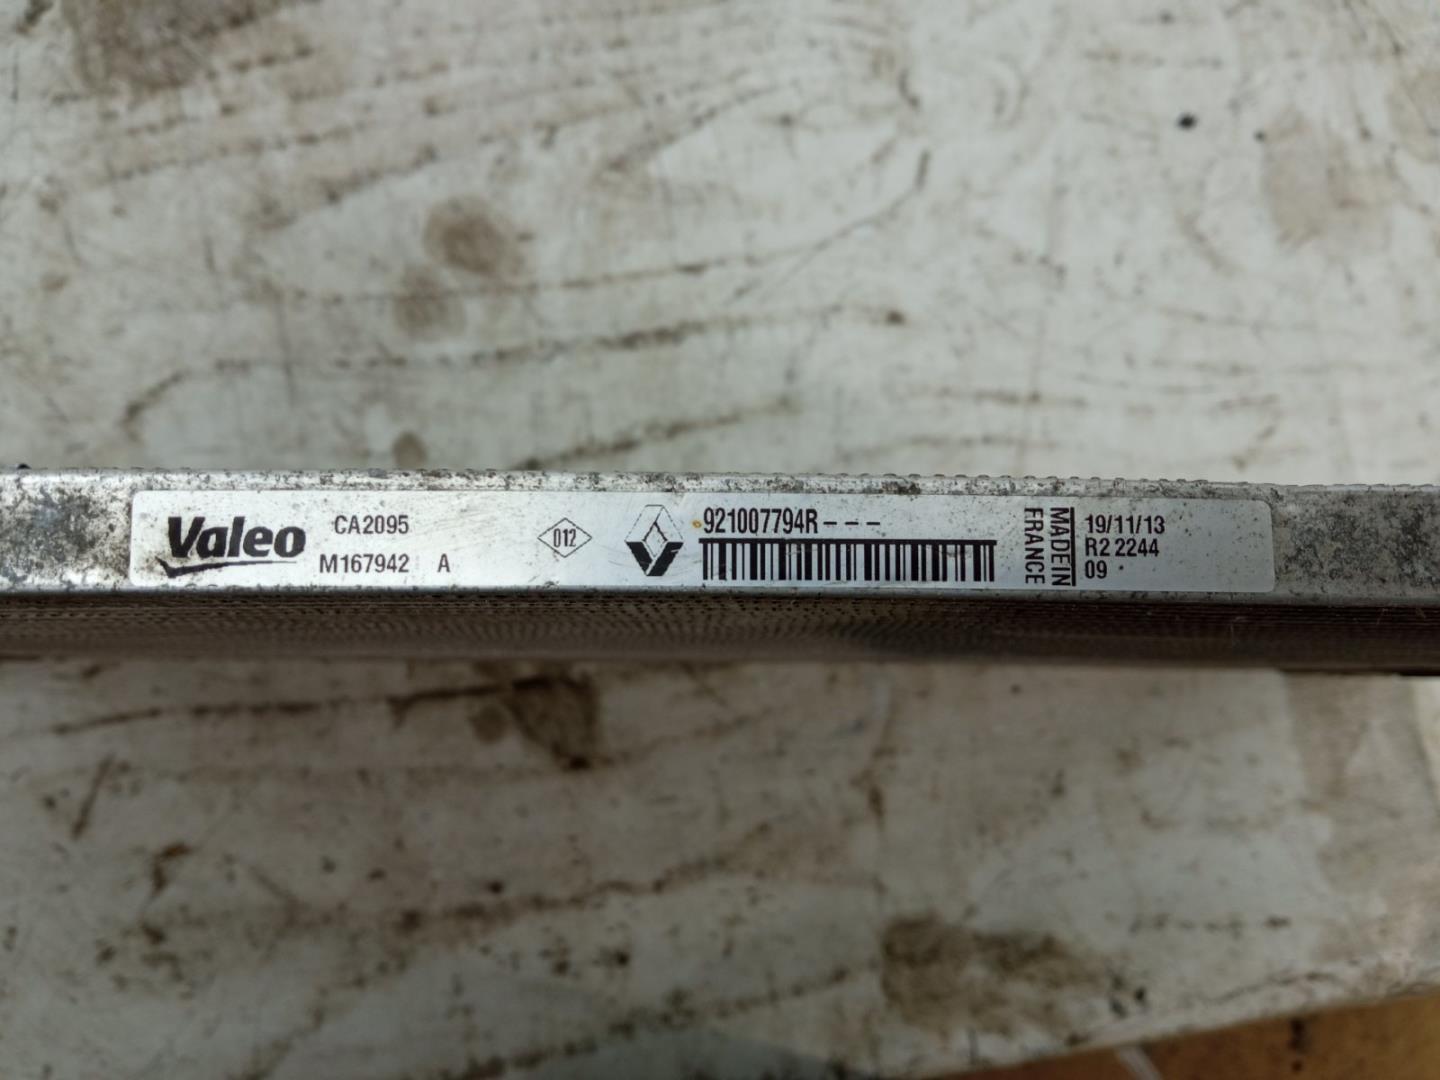 Valeo
CA2095
M167942 A
012
921007794R---
MADE IN
FRANCE
19/11/13
R2 2244
09